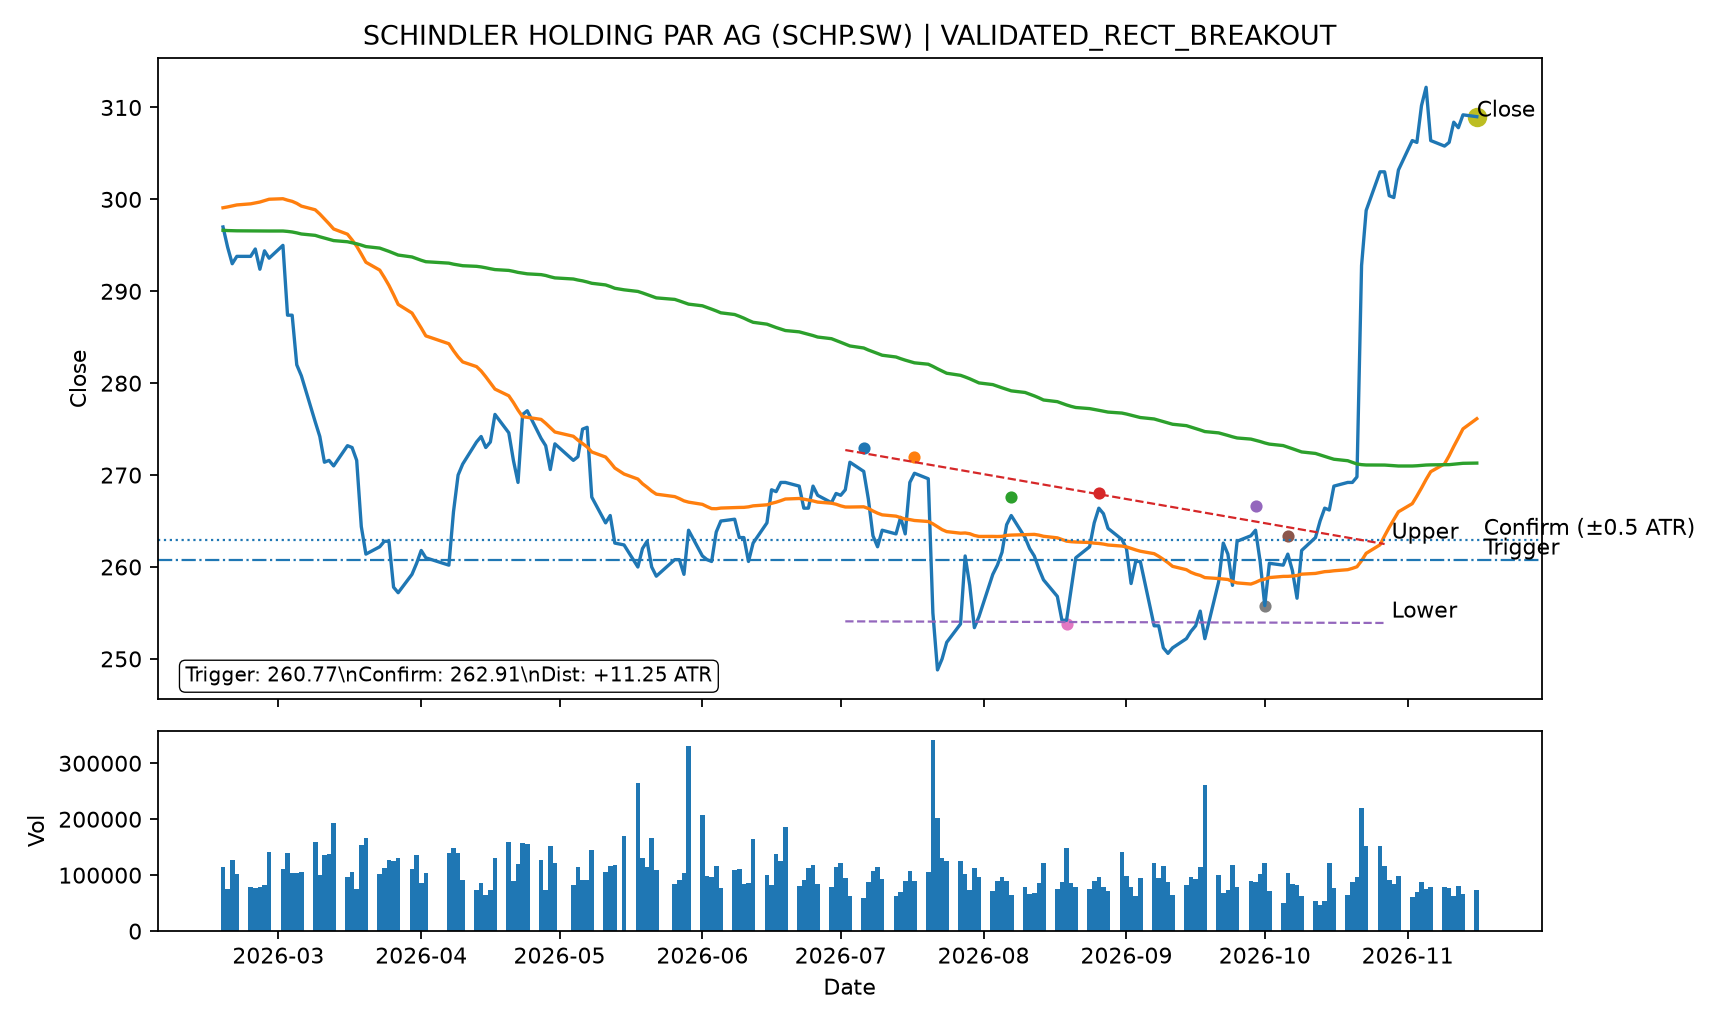 SCHINDLER HOLDING PAR AG (SCHP.SW) | VALIDATED_RECT_BREAKOUT
Close
310
300
290
280
270
260
250
Close
Upper
Confirm (±0.5 ATR)
Trigger
Lower
Trigger: 260.77\nConfirm: 262.91\nDist: +11.25 ATR
Vol
300000
200000
100000
0
2026-03
2026-04
2026-05
2026-06
2026-07
2026-08
2026-09
2026-10
2026-11
Date